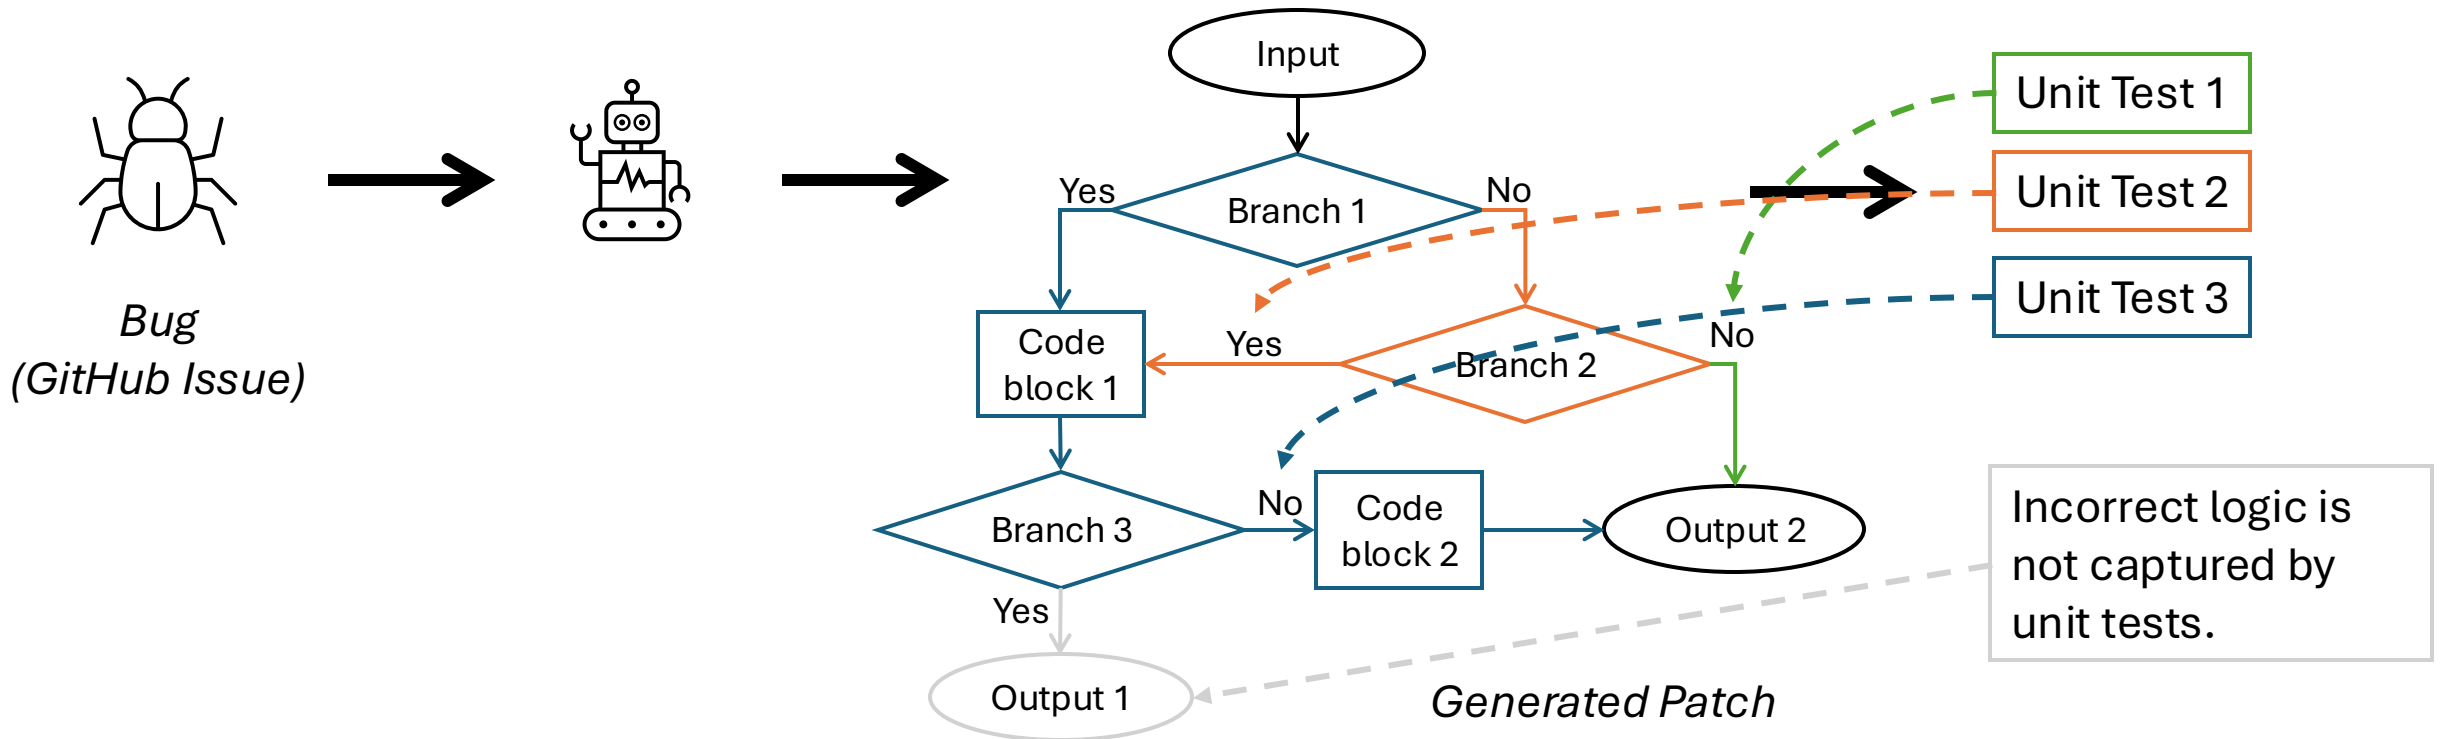 Input
Unit Test 1
Yes
No
Branch 1
Unit Test 2
Unit Test 3
Bug
(GitHub Issue)
Code
block 1
Yes
Branch 2
No
Branch 3
No
Code
block 2
Output 2
Incorrect logic is
not captured by
unit tests.
Yes
Output 1
Generated Patch